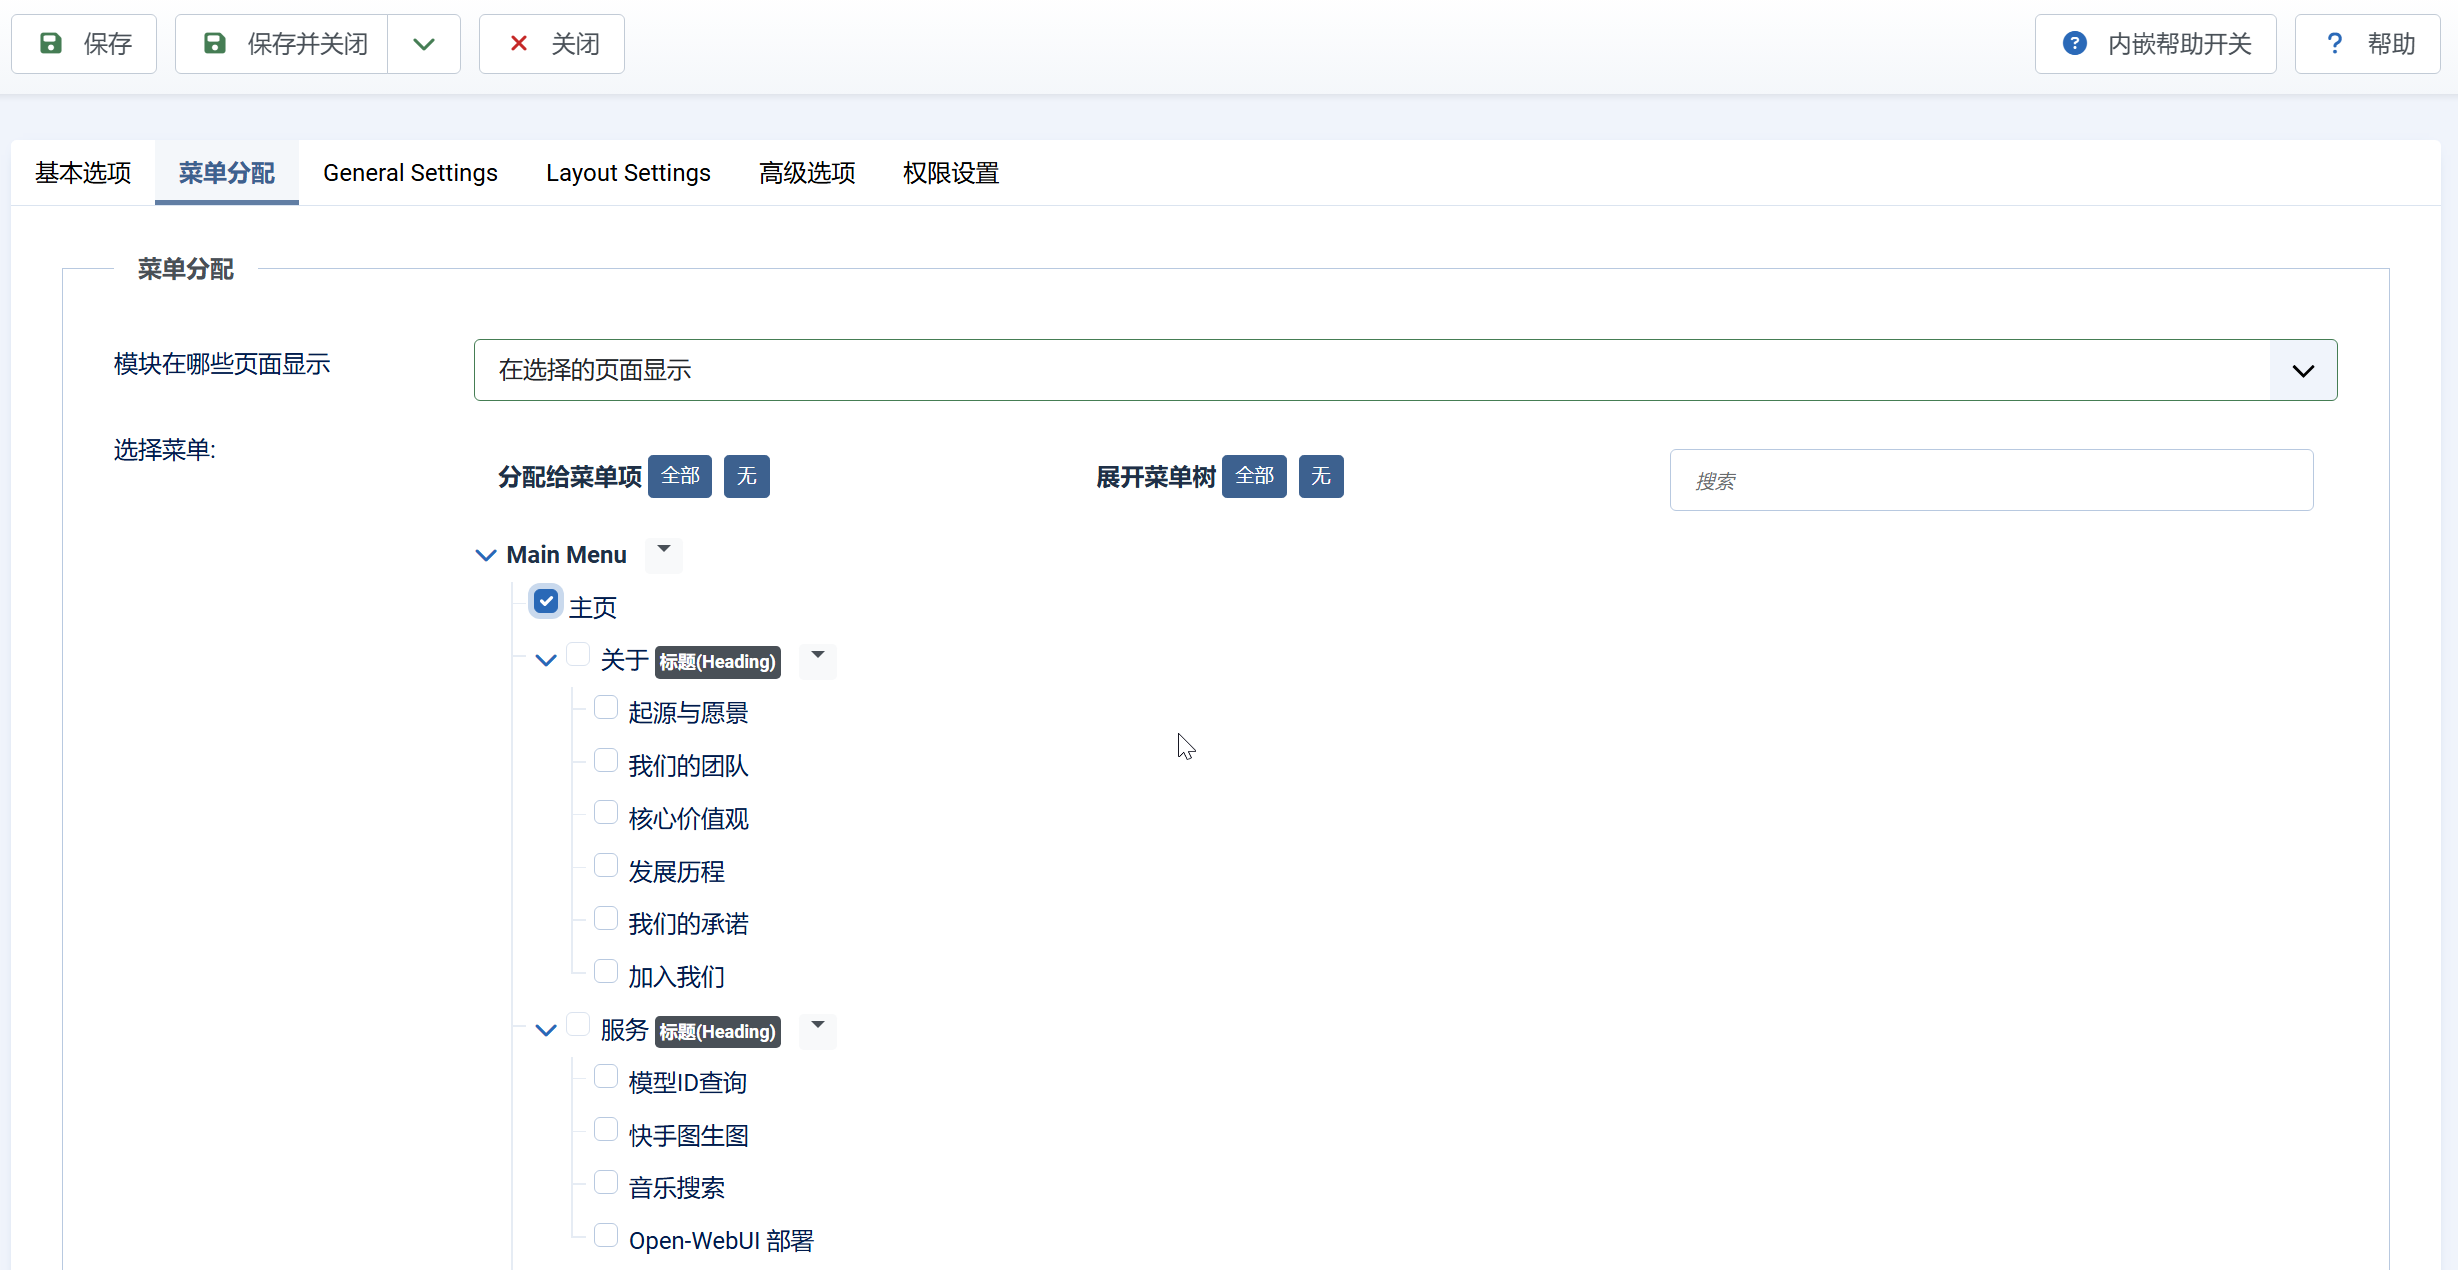 保存
保存并关闭
关闭
内嵌帮助开关
帮助
基本选项
菜单分配
General Settings
Layout Settings
高级选项
权限设置
菜单分配
模块在哪些页面显示
在选择的页面显示
选择菜单:
分配给菜单项 全部 无
展开菜单树 全部 无
搜索
Main Menu
主页
关于 标题(Heading)
起源与愿景
我们的团队
核心价值观
发展历程
我们的承诺
加入我们
服务 标题(Heading)
模型ID查询
快手图生图
音乐搜索
Open-WebUI 部署